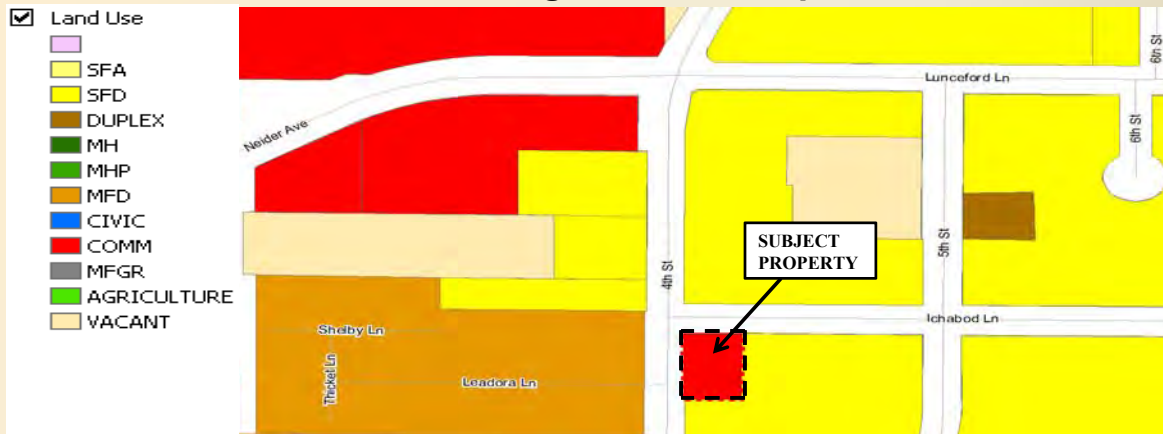 Land Use
SFA
SFD
DUPLEX
MH
MHP
MFD
CIVIC
COMM
MFGR
AGRICULTURE
VACANT
Neider Ave
Lunceford Ln
6th St
6th St
SUBJECT
PROPERTY
4th St
5th St
Ichabod Ln
Shelby Ln
Thicket Ln
Leadora Ln